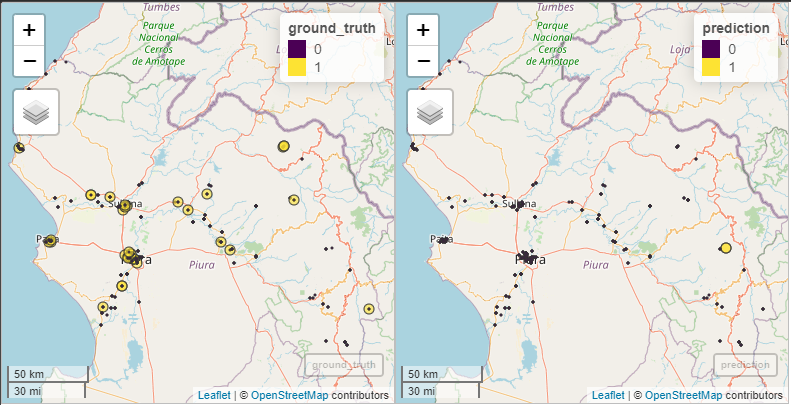 Tumbes
Parque
Nacional
Cerros
de Amotape
+
−
ground_truth
0
1
Lo
Sullana
Paita
Piura
Piura
50 km
30 mi
ground_truth
Leaflet | © OpenStreetMap contributors
Tumbes
Parque
Nacional
Cerros
de Amotape
Loja
+
−
prediction
0
1
Sullana
Paita
Piura
Piura
50 km
30 mi
prediction
Leaflet | © OpenStreetMap contributors